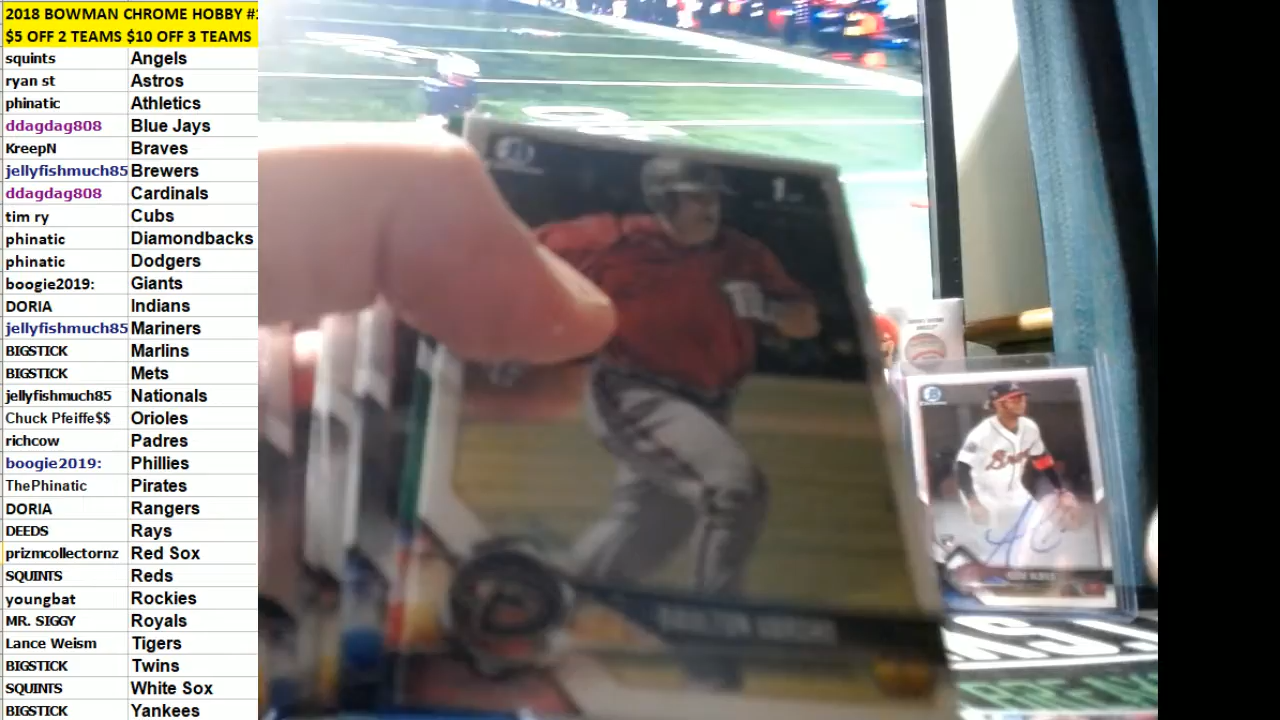 2018 BOWMAN CHROME HOBBY #
$5 OFF 2 TEAMS $10 OFF 3 TEAMS
squints Angels
ryan st Astros
phinatic Athletics
ddagdag808 Blue Jays
KreepN Braves
jellyfishmuch85 Brewers
ddagdag808 Cardinals
tim ry Cubs
phinatic Diamondbacks
phinatic Dodgers
boogie2019: Giants
DORIA Indians
jellyfishmuch85 Mariners
BIGSTICK Marlins
BIGSTICK Mets
jellyfishmuch85 Nationals
Chuck Pfeiffe$$ Orioles
richcow Padres
boogie2019: Phillies
ThePhinatic Pirates
DORIA Rangers
DEEDS Rays
prizmcollectornz Red Sox
SQUINTS Reds
youngbat Rockies
MR. SIGGY Royals
Lance Weism Tigers
BIGSTICK Twins
SQUINTS White Sox
BIGSTICK Yankees